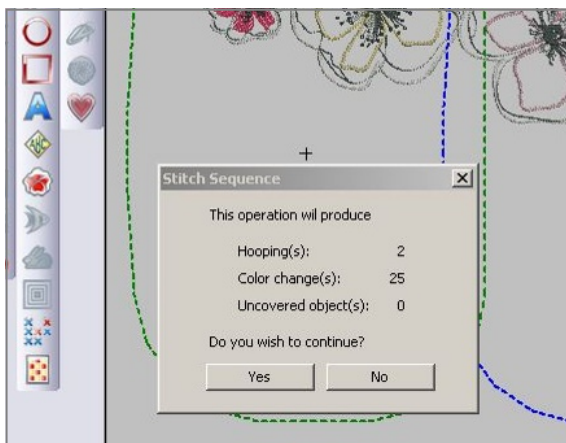 A
ABC
Stitch Sequence
This operation wil produce
Hooping(s): 2
Color change(s): 25
Uncovered object(s): 0
Do you wish to continue?
Yes No